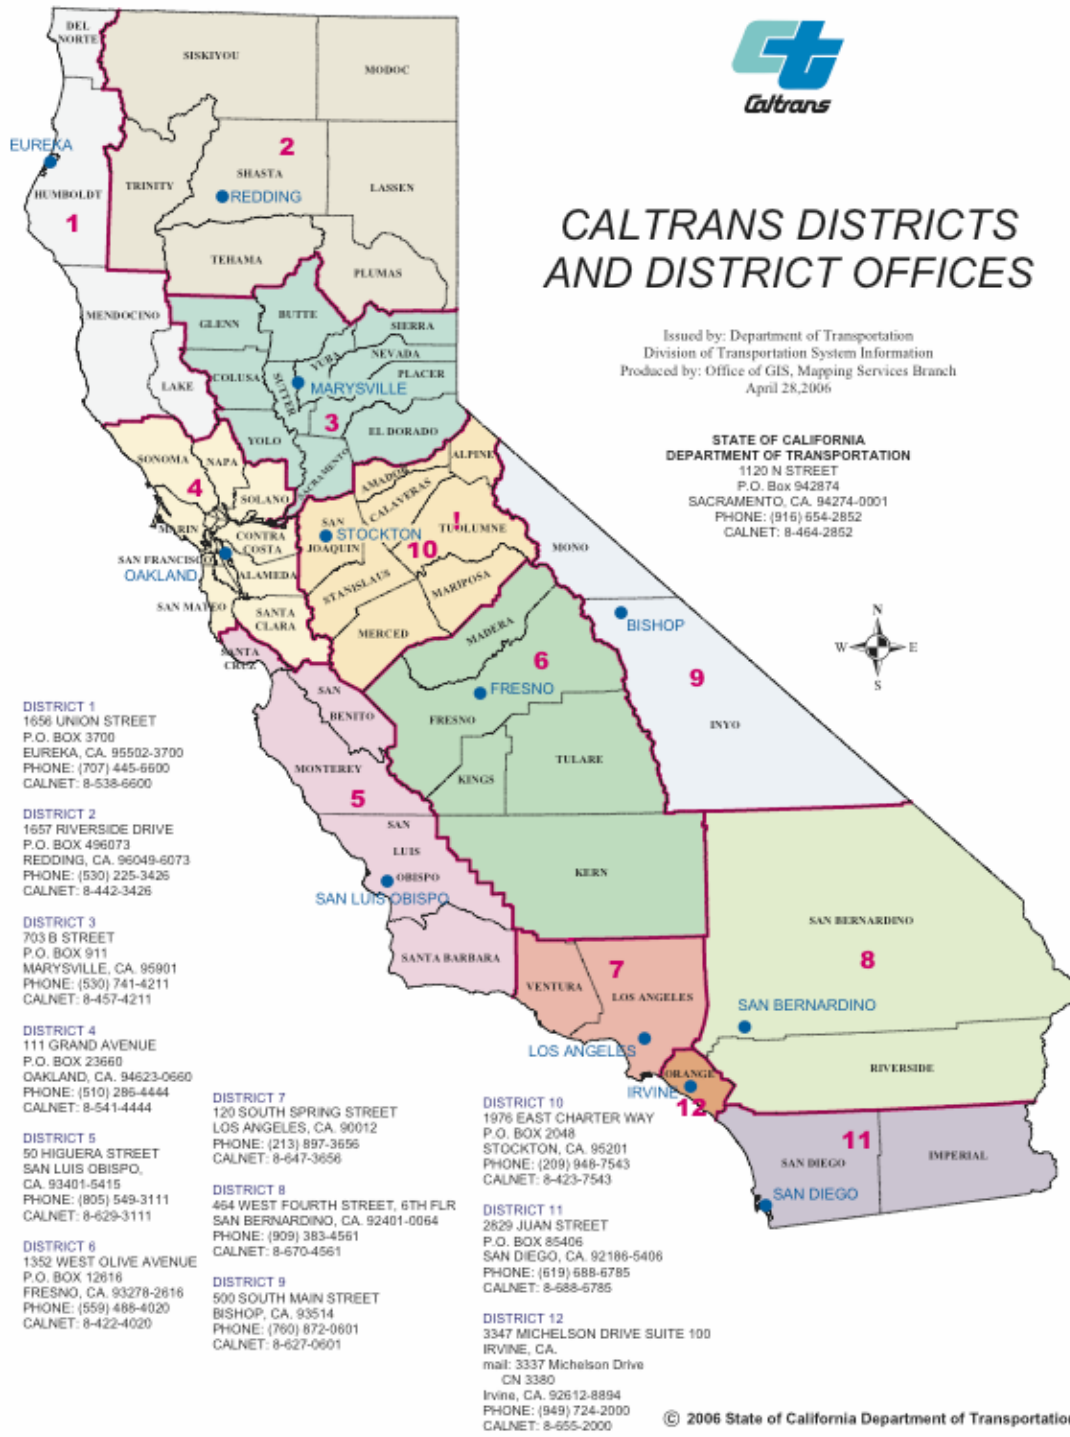 Caltrans
CALTRANS DISTRICTS
AND DISTRICT OFFICES
Issued by: Department of Transportation
Division of Transportation System Information
Produced by: Office of GIS, Mapping Services Branch
April 28,2006
STATE OF CALIFORNIA
DEPARTMENT OF TRANSPORTATION
1120 N STREET
P.O. Box 942874
SACRAMENTO, CA. 94274-0001
PHONE: (916) 654-2852
CALNET: 8-464-2852
N
W
E
S
DEL
NORTE
SISKIYOU
MODOC
EUREKA
HUMBOLDT
1
TRINITY
2
SHASTA
REDDING
LASSEN
TEHAMA
PLUMAS
MENDOCINO
LAKE
GLENN
BUTTE
SIERRA
YUBA
NEVADA
COLUSA
SUTTER
PLACER
MARYSVILLE
3
YOLO
EL DORADO
SACRAMENTO
SONOMA
NAPA
4
SOLANO
MARIN
CONTRA
COSTA
SAN FRANCISCO
OAKLAND
ALAMEDA
SAN MATEO
SANTA
CLARA
AMADOR
ALPINE
CALAVERAS
SAN
JOAQUIN
STOCKTON
!
TUOLUMNE
10
STANISLAUS
MARIPOSA
MERCED
MONO
BISHOP
9
INYO
SANTA
CRUZ
SAN
BENITO
MONTEREY
5
SAN
LUIS
OBISPO
SAN LUIS OBISPO
SANTA BARBARA
MADERA
6
FRESNO
FRESNO
KINGS
TULARE
KERN
7
VENTURA
LOS ANGELES
LOS ANGELES
SAN BERNARDINO
8
SAN BERNARDINO
RIVERSIDE
ORANGE
IRVINE
12
11
SAN DIEGO
IMPERIAL
SAN DIEGO
DISTRICT 1
1656 UNION STREET
P.O. BOX 3700
EUREKA, CA. 95502-3700
PHONE: (707) 445-6600
CALNET: 8-538-6600
DISTRICT 2
1657 RIVERSIDE DRIVE
P.O. BOX 496073
REDDING, CA. 96049-6073
PHONE: (530) 225-3426
CALNET: 8-442-3426
DISTRICT 3
703 B STREET
P.O. BOX 911
MARYSVILLE, CA. 95901
PHONE: (530) 741-4211
CALNET: 8-457-4211
DISTRICT 4
111 GRAND AVENUE
P.O. BOX 23660
OAKLAND, CA. 94623-0660
PHONE: (510) 286-4444
CALNET: 8-541-4444
DISTRICT 5
50 HIGUERA STREET
SAN LUIS OBISPO,
CA. 93401-5415
PHONE: (805) 549-3111
CALNET: 8-629-3111
DISTRICT 6
1352 WEST OLIVE AVENUE
P.O. BOX 12616
FRESNO, CA. 93278-2616
PHONE: (559) 488-4020
CALNET: 8-422-4020
DISTRICT 7
120 SOUTH SPRING STREET
LOS ANGELES, CA. 90012
PHONE: (213) 897-3656
CALNET: 8-647-3656
DISTRICT 8
464 WEST FOURTH STREET, 6TH FLR
SAN BERNARDINO, CA. 92401-0064
PHONE: (909) 383-4561
CALNET: 8-670-4561
DISTRICT 9
500 SOUTH MAIN STREET
BISHOP, CA. 93514
PHONE: (760) 872-0601
CALNET: 8-627-0601
DISTRICT 10
1976 EAST CHARTER WAY
P.O. BOX 2048
STOCKTON, CA. 95201
PHONE: (209) 948-7543
CALNET: 8-423-7543
DISTRICT 11
2829 JUAN STREET
P.O. BOX 85406
SAN DIEGO, CA. 92186-5406
PHONE: (619) 688-6785
CALNET: 8-688-6785
DISTRICT 12
3347 MICHELSON DRIVE SUITE 100
IRVINE, CA.
mail: 3337 Michelson Drive
CN 3380
Irvine, CA. 92612-8894
PHONE: (949) 724-2000
CALNET: 8-655-2000
© 2006 State of California Department of Transportation